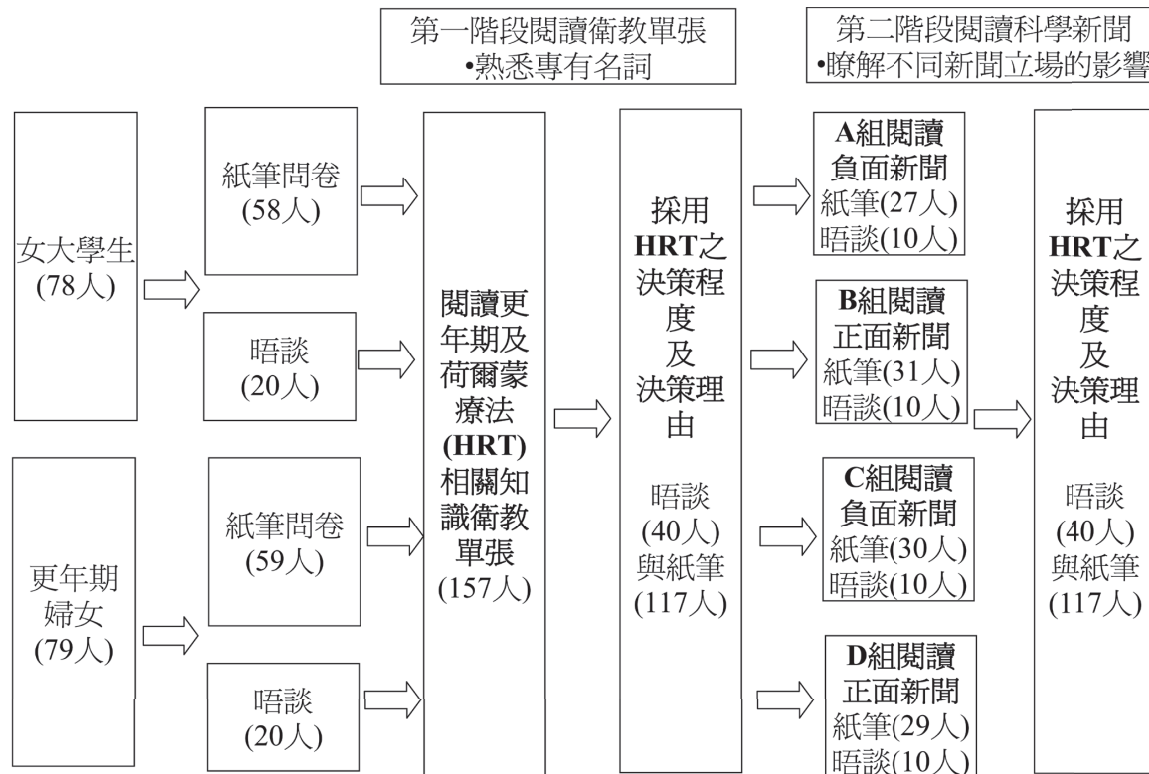 第一階段閱讀衛教單張
•熟悉專有名詞
第二階段閱讀科學新聞
•瞭解不同新聞立場的影響
女大學生
(78人)
紙筆問卷
(58人)
晤談
(20人)
更年期
婦女
(79人)
紙筆問卷
(59人)
唔談
(20人)
閱讀更
年期及
荷爾蒙
療法
(HRT)
相關知
識衛教
單張
(157人)
採用
HRT之
決策程
度
及
決策理
由
晤談
(40人)
與紙筆
(117人)
A組閱讀
負面新聞
紙筆(27人)
晤談(10人)
B組閱讀
正面新聞
紙筆(31人)
晤談(10人)
C組閱讀
負面新聞
紙筆(30人)
晤談(10人)
D組閱讀
正面新聞
紙筆(29人)
晤談(10人)
採用
HRT之
決策程
度
及
決策理
由
晤談
(40人)
與紙筆
(117人)